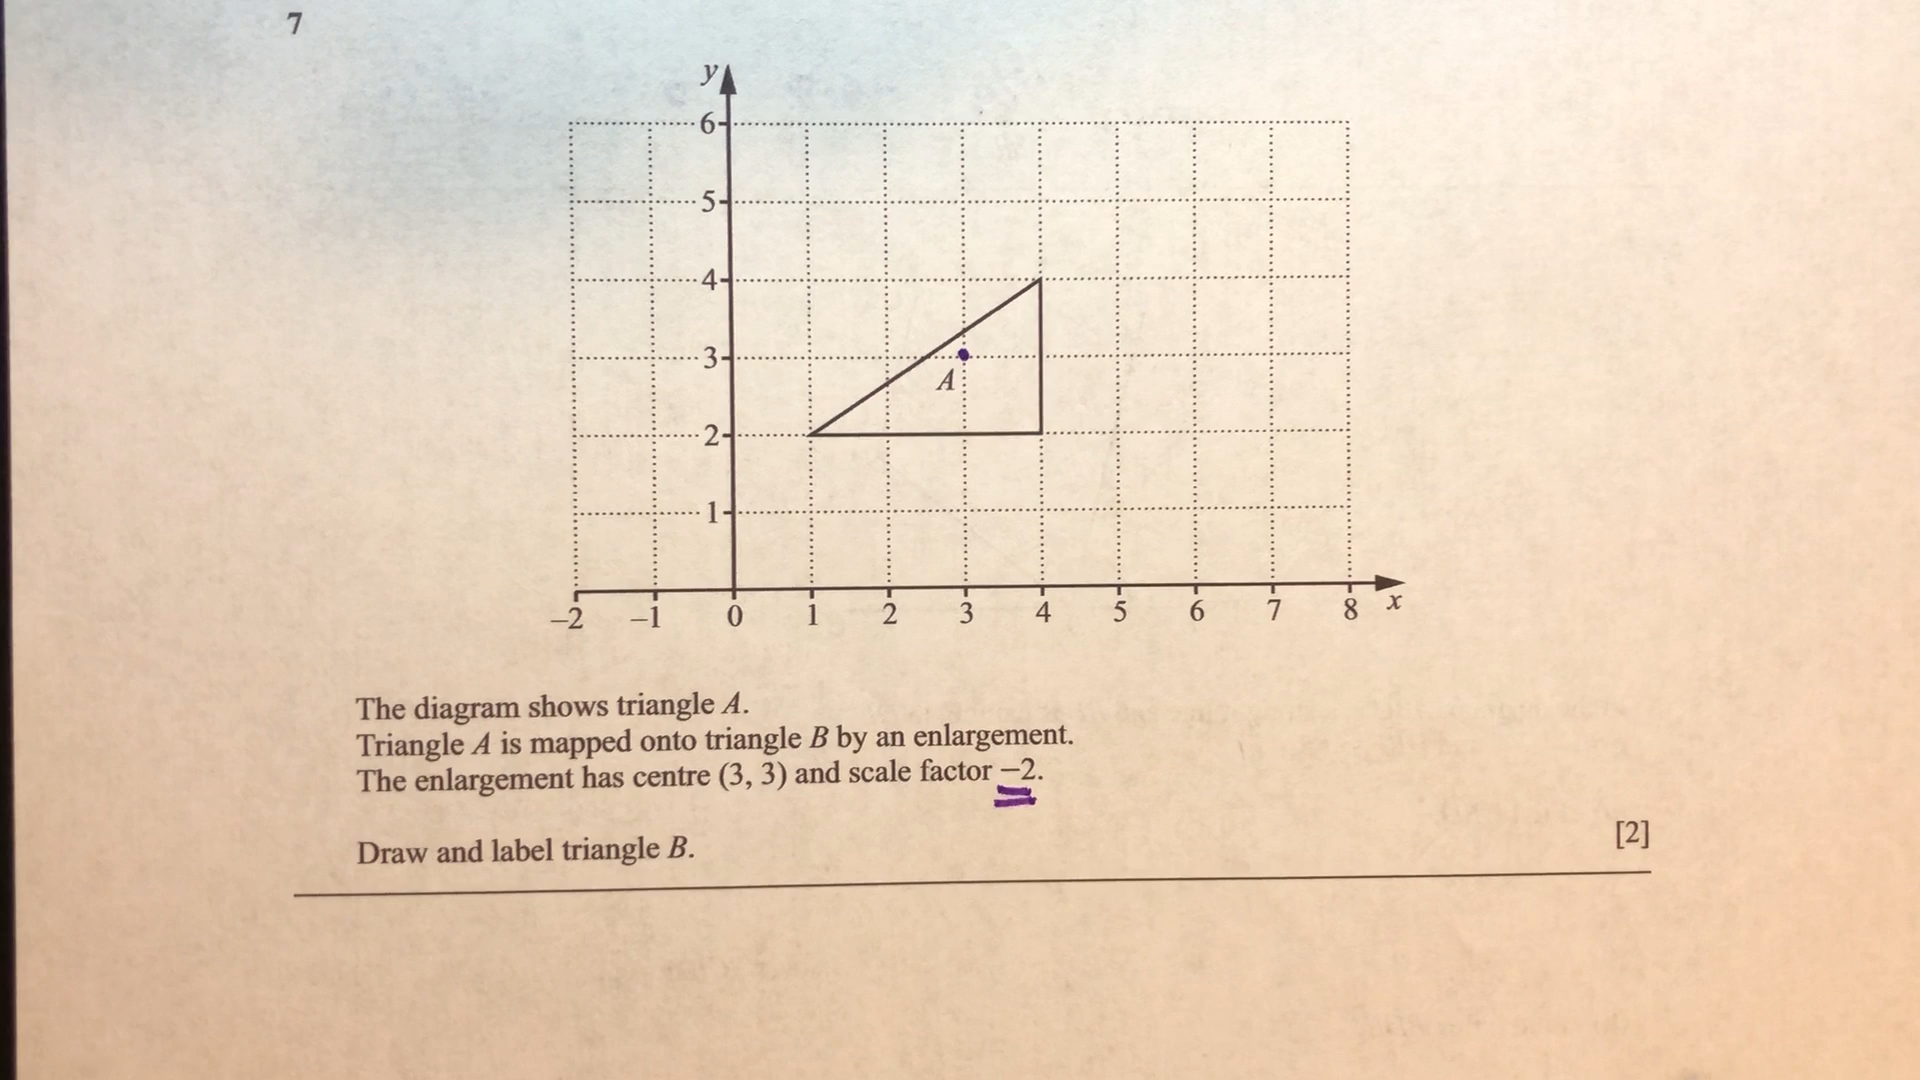 7
y
6
5
4
3
A
2
1
–2 –1 0 1 2 3 4 5 6 7 8 x
The diagram shows triangle A.
Triangle A is mapped onto triangle B by an enlargement.
The enlargement has centre (3, 3) and scale factor –2.
Draw and label triangle B.
[2]